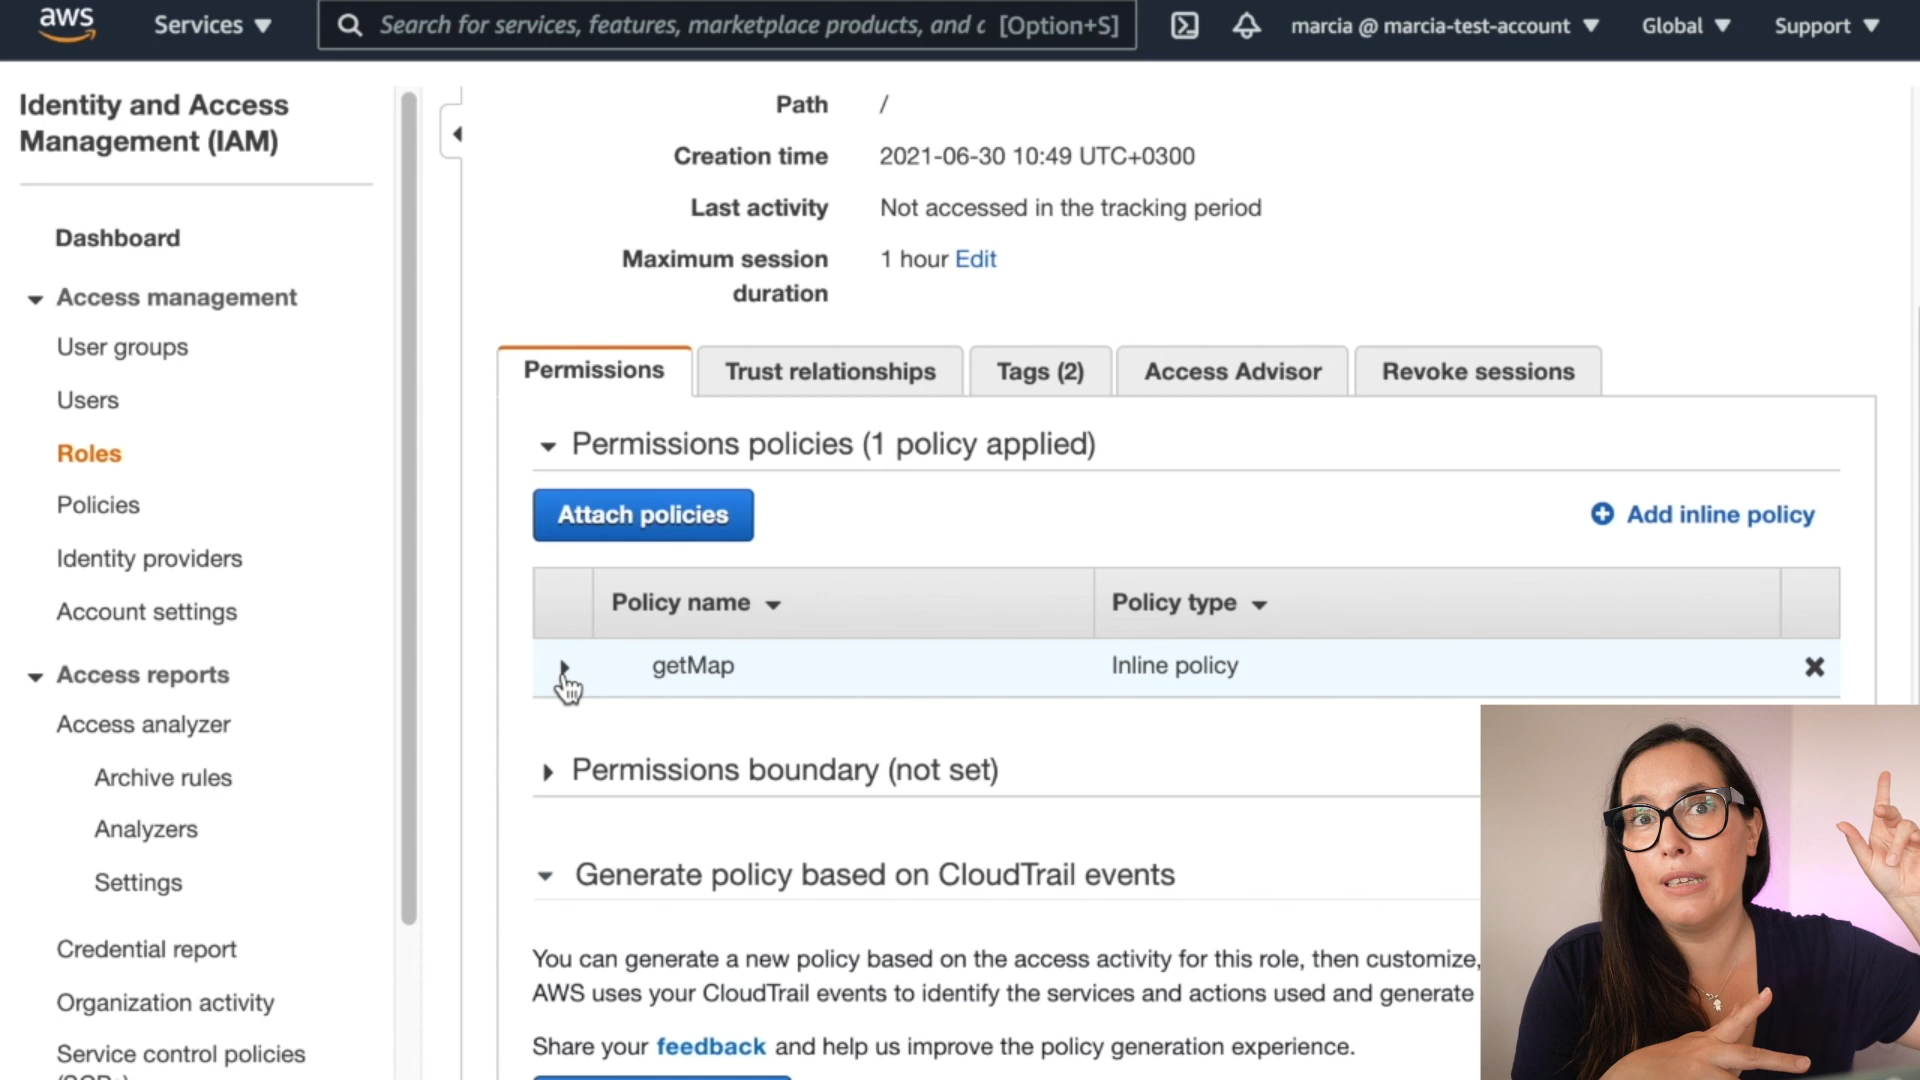 aws
Services
Search for services, features, marketplace products, and c [Option+S]
marcia @ marcia-test-account
Global
Support
Identity and Access
Management (IAM)
Dashboard
Access management
User groups
Users
Roles
Policies
Identity providers
Account settings
Access reports
Access analyzer
Archive rules
Analyzers
Settings
Credential report
Organization activity
Service control policies
(SCPs)
Path /
Creation time 2021-06-30 10:49 UTC+0300
Last activity Not accessed in the tracking period
Maximum session 1 hour Edit
duration
Permissions
Trust relationships
Tags (2)
Access Advisor
Revoke sessions
Permissions policies (1 policy applied)
Attach policies
Add inline policy
Policy name
Policy type
getMap
Inline policy
Permissions boundary (not set)
Generate policy based on CloudTrail events
You can generate a new policy based on the access activity for this role, then customize,
AWS uses your CloudTrail events to identify the services and actions used and generate
Share your feedback and help us improve the policy generation experience.